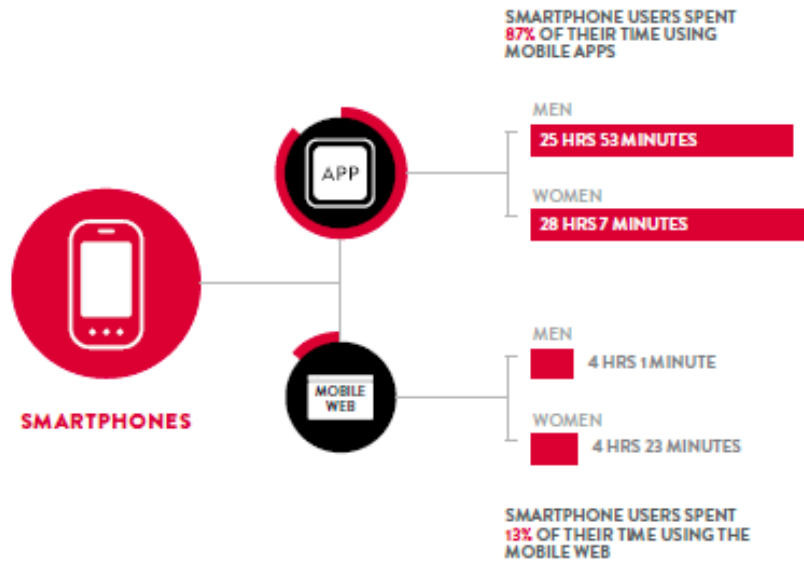 SMARTPHONE USERS SPENT
87% OF THEIR TIME USING
MOBILE APPS
MEN
25 HRS 53 MINUTES
APP
WOMEN
28 HRS 7 MINUTES
MEN
4 HRS 1 MINUTE
MOBILE
WEB
SMARTPHONES
WOMEN
4 HRS 23 MINUTES
SMARTPHONE USERS SPENT
13% OF THEIR TIME USING THE
MOBILE WEB